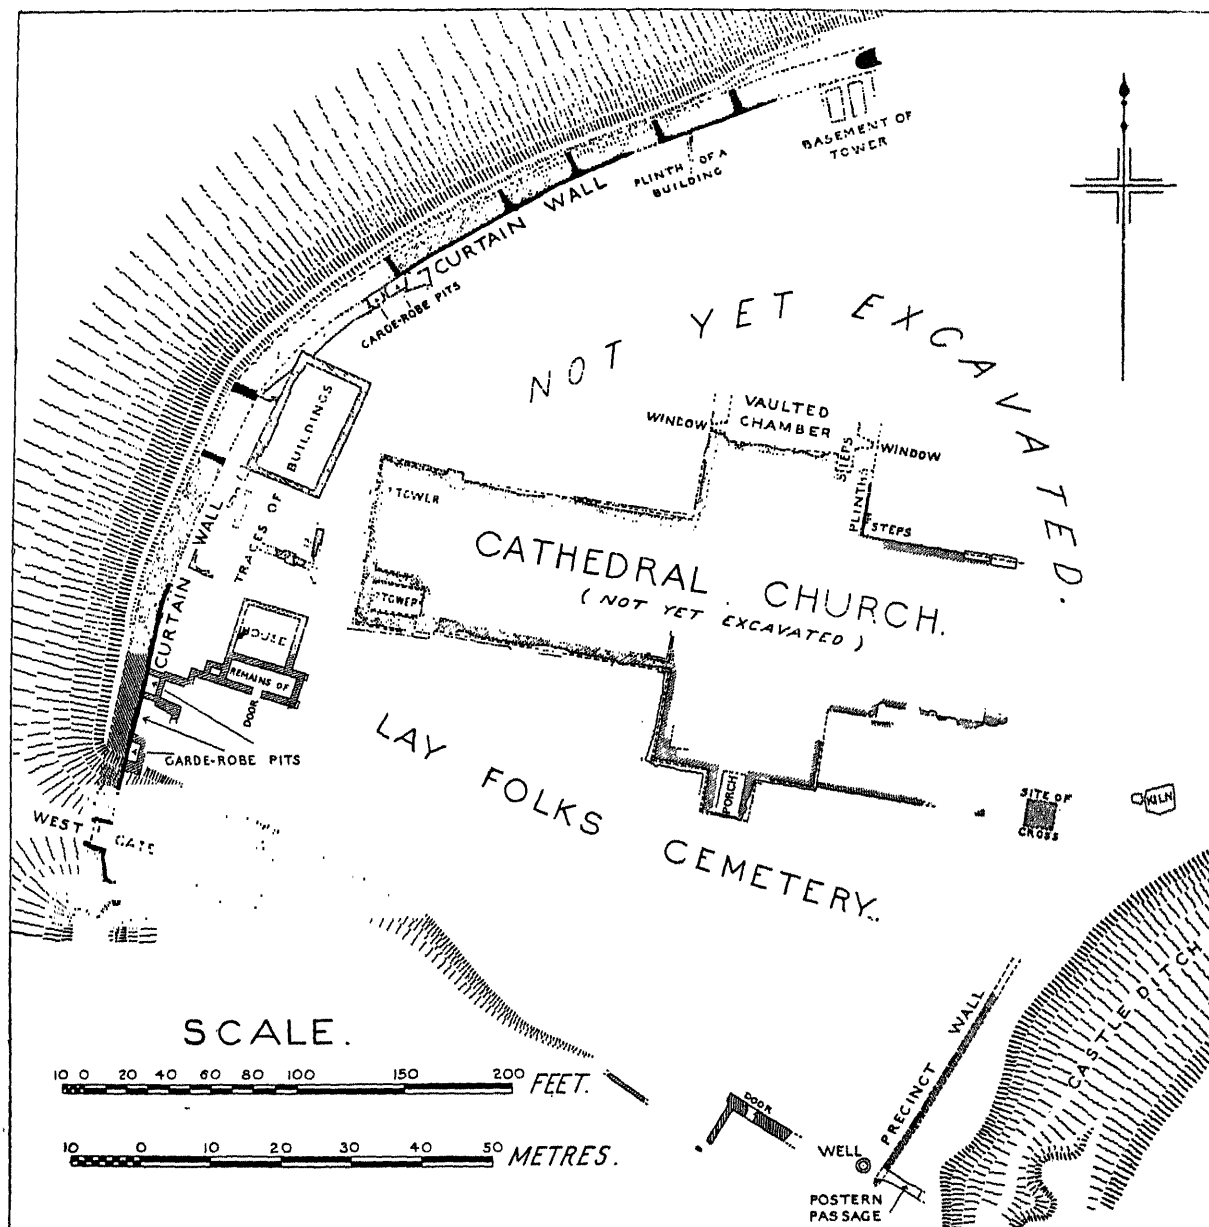 BASEMENT OF
TOWER
PLINTH OF A
BUILDING
CURTAIN WALL
GARDE-ROBE PITS
NOT YET EXCAVATED.
BUILDINGS
TRACES OF
CURTAIN WALL
WINDOW
VAULTED
CHAMBER
STEPS
WINDOW
PLINTH
STEPS
?TOWER
?TOWER
CATHEDRAL CHURCH.
(NOT YET EXCAVATED)
HOUSE
REMAINS OF
DOOR
GARDE-ROBE PITS
WEST GATE
LAY FOLKS CEMETERY.
PORCH
SITE OF
CROSS
KILN
CASTLE DITCH
PRECINCT WALL
DOOR
WELL
POSTERN
PASSAGE
SCALE.
10 0 20 40 60 80 100 150 200 FEET.
10 0 10 20 30 40 50 METRES.